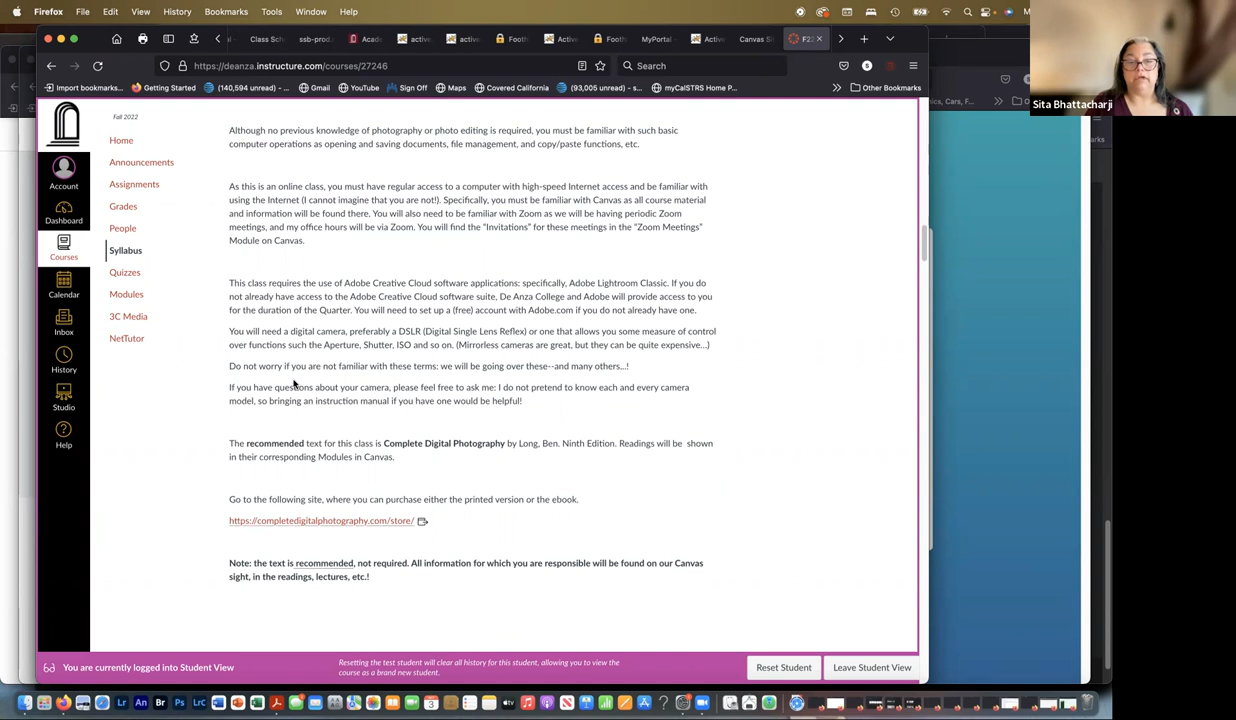 Firefox File Edit View History Bookmarks Tools Window Help
Class Sch ssb-prod. Acade active active Footh Active Footh MyPortal Active Canvas Si F22
https://deanza.instructure.com/courses/27246
Search
Import bookmarks... Getting Started (140,594 unread) - ... Gmail YouTube Sign Off Maps Covered California (93,005 unread) - s... myCalSTRS Home P... Other Bookmarks
Sita Bhattacharji
Fall 2022
Home
Announcements
Assignments
Grades
People
Syllabus
Quizzes
Modules
3C Media
NetTutor
Account
Dashboard
Courses
Calendar
Inbox
History
Studio
Help
Although no previous knowledge of photography or photo editing is required, you must be familiar with such basic
computer operations as opening and saving documents, file management, and copy/paste functions, etc.
As this is an online class, you must have regular access to a computer with high-speed Internet access and be familiar with
using the Internet (I cannot imagine that you are not!). Specifically, you must be familiar with Canvas as all course material
and information will be found there. You will also need to be familiar with Zoom as we will be having periodic Zoom
meetings, and my office hours will be via Zoom. You will find the “Invitations” for these meetings in the “Zoom Meetings”
Module on Canvas.
This class requires the use of Adobe Creative Cloud software applications: specifically, Adobe Lightroom Classic. If you do
not already have access to the Adobe Creative Cloud software suite, De Anza College and Adobe will provide access to you
for the duration of the Quarter. You will need to set up a (free) account with Adobe.com if you do not already have one.
You will need a digital camera, preferably a DSLR (Digital Single Lens Reflex) or one that allows you some measure of control
over functions such the Aperture, Shutter, ISO and so on. (Mirrorless cameras are great, but they can be quite expensive...)
Do not worry if you are not familiar with these terms: we will be going over these--and many others...!
If you have questions about your camera, please feel free to ask me: I do not pretend to know each and every camera
model, so bringing an instruction manual if you have one would be helpful!
The recommended text for this class is Complete Digital Photography by Long, Ben. Ninth Edition. Readings will be shown
in their corresponding Modules in Canvas.
Go to the following site, where you can purchase either the printed version or the ebook.
https://completedigitalphotography.com/store/
Note: the text is recommended, not required. All information for which you are responsible will be found on our Canvas
sight, in the readings, lectures, etc.!
You are currently logged into Student View
Resetting the test student will clear all history for this student, allowing you to view the
course as a brand new student.
Reset Student
Leave Student View